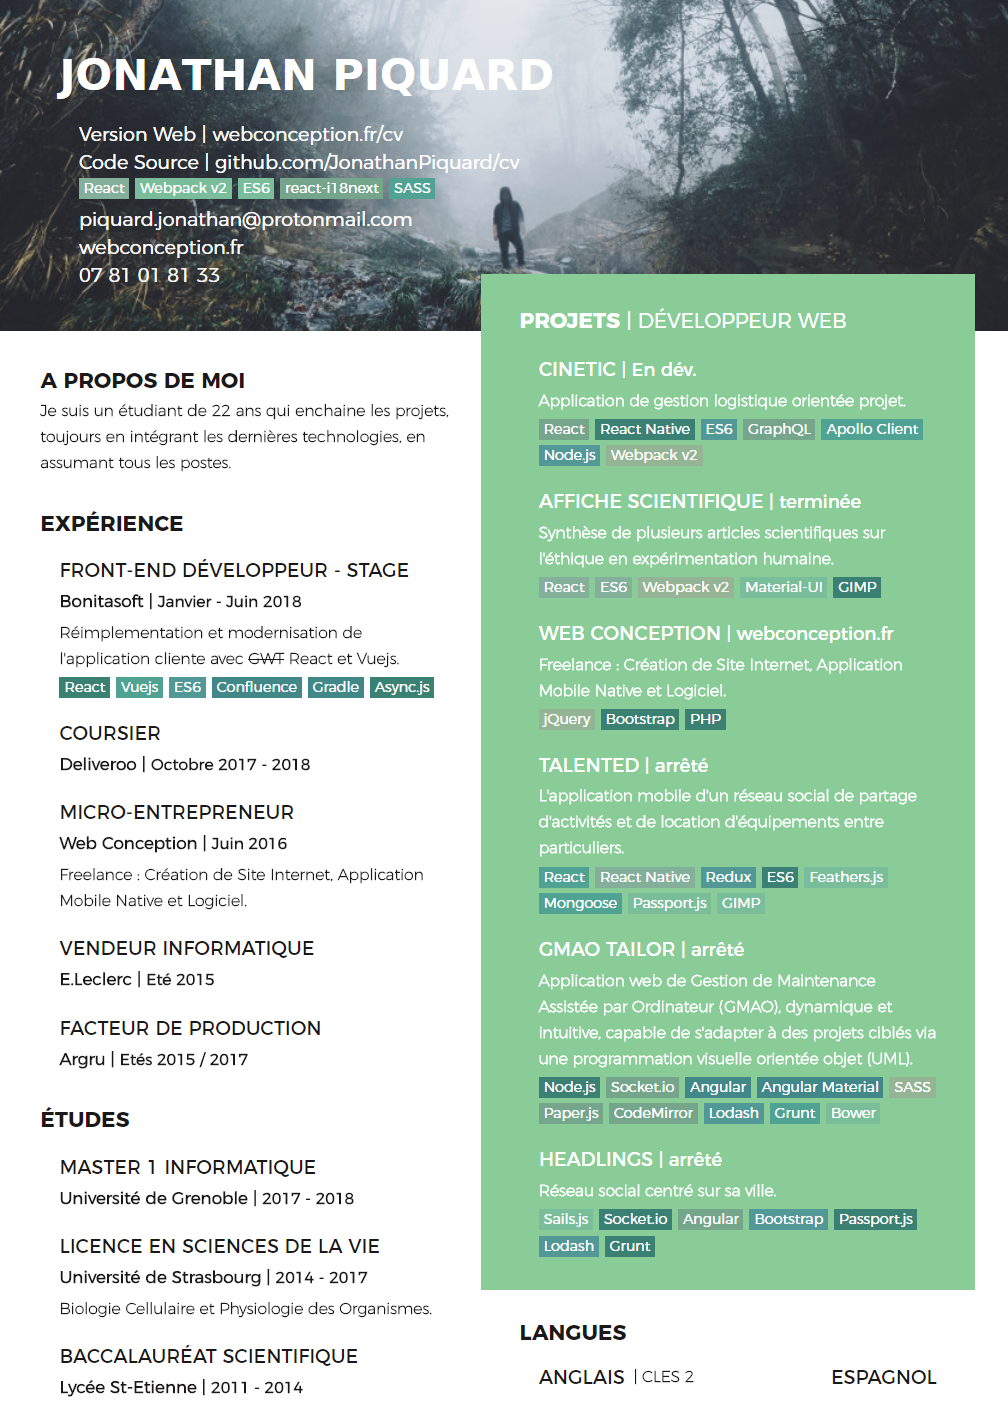 JONATHAN PIQUARD
Version Web | webconception.fr/cv
Code Source | github.com/JonathanPiquard/cv
React Webpack v2 ES6 react-i18next SASS
piquard.jonathan@protonmail.com
webconception.fr
07 81 01 81 33
A PROPOS DE MOI
Je suis un étudiant de 22 ans qui enchaine les projets,
toujours en intégrant les dernières technologies, en
assumant tous les postes.
EXPÉRIENCE
FRONT-END DÉVELOPPEUR - STAGE
Bonitasoft | Janvier - Juin 2018
Réimplementation et modernisation de
l'application cliente avec GWT React et Vuejs.
React Vuejs ES6 Confluence Gradle Async.js
COURSIER
Deliveroo | Octobre 2017 - 2018
MICRO-ENTREPRENEUR
Web Conception | Juin 2016
Freelance : Création de Site Internet, Application
Mobile Native et Logiciel.
VENDEUR INFORMATIQUE
E.Leclerc | Eté 2015
FACTEUR DE PRODUCTION
Argru | Etés 2015 / 2017
ÉTUDES
MASTER 1 INFORMATIQUE
Université de Grenoble | 2017 - 2018
LICENCE EN SCIENCES DE LA VIE
Université de Strasbourg | 2014 - 2017
Biologie Cellulaire et Physiologie des Organismes.
BACCALAURÉAT SCIENTIFIQUE
Lycée St-Etienne | 2011 - 2014
PROJETS | DÉVELOPPEUR WEB
CINETIC | En dév.
Application de gestion logistique orientée projet.
React React Native ES6 GraphQL Apollo Client
Node.js Webpack v2
AFFICHE SCIENTIFIQUE | terminée
Synthèse de plusieurs articles scientifiques sur
l'éthique en expérimentation humaine.
React ES6 Webpack v2 Material-UI GIMP
WEB CONCEPTION | webconception.fr
Freelance : Création de Site Internet, Application
Mobile Native et Logiciel.
jQuery Bootstrap PHP
TALENTED | arrêté
L'application mobile d'un réseau social de partage
d'activités et de location d'équipements entre
particuliers.
React React Native Redux ES6 Feathers.js
Mongoose Passport.js GIMP
GMAO TAILOR | arrêté
Application web de Gestion de Maintenance
Assistée par Ordinateur (GMAO), dynamique et
intuitive, capable de s'adapter à des projets ciblés via
une programmation visuelle orientée objet (UML).
Node.js Socket.io Angular Angular Material SASS
Paper.js CodeMirror Lodash Grunt Bower
HEADLINGS | arrêté
Réseau social centré sur sa ville.
Sails.js Socket.io Angular Bootstrap Passport.js
Lodash Grunt
LANGUES
ANGLAIS | CLES 2 ESPAGNOL